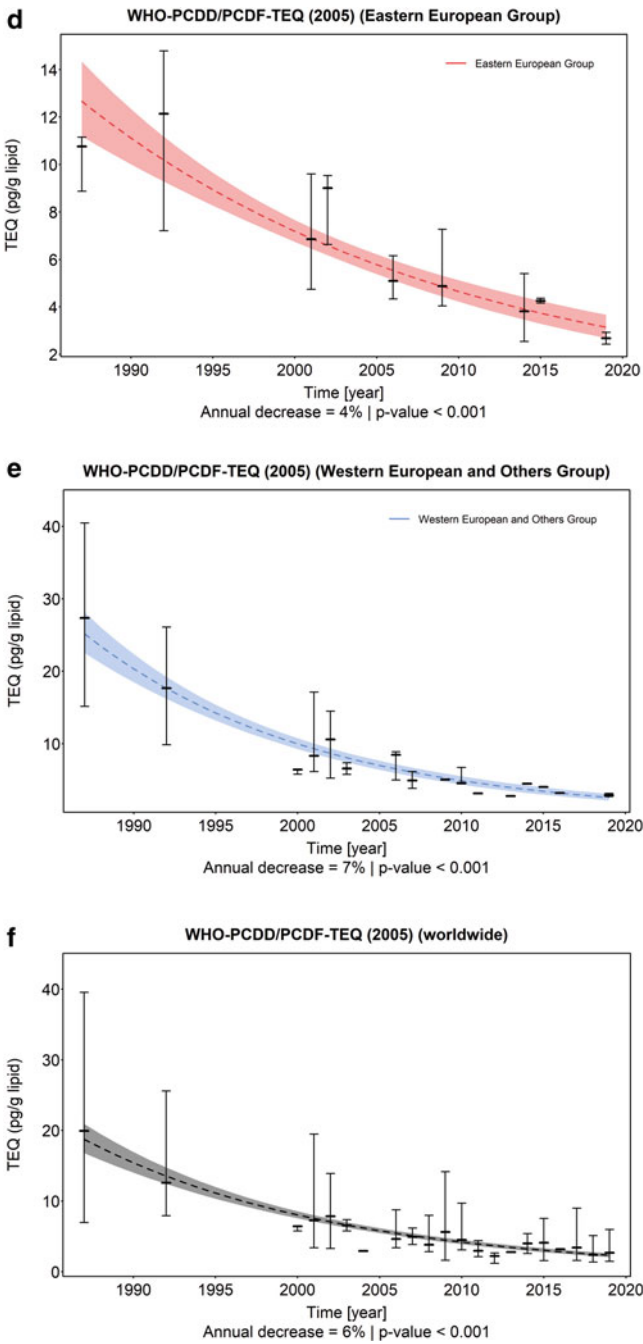 d
WHO-PCDD/PCDF-TEQ (2005) (Eastern European Group)
Eastern European Group
TEQ (pg/g lipid)
14
12
10
8
6
4
2
1990 1995 2000 2005 2010 2015 2020
Time [year]
Annual decrease = 4% | p-value < 0.001
e
WHO-PCDD/PCDF-TEQ (2005) (Western European and Others Group)
Western European and Others Group
TEQ (pg/g lipid)
40
30
20
10
1990 1995 2000 2005 2010 2015 2020
Time [year]
Annual decrease = 7% | p-value < 0.001
f
WHO-PCDD/PCDF-TEQ (2005) (worldwide)
TEQ (pg/g lipid)
40
30
20
10
0
1990 1995 2000 2005 2010 2015 2020
Time [year]
Annual decrease = 6% | p-value < 0.001